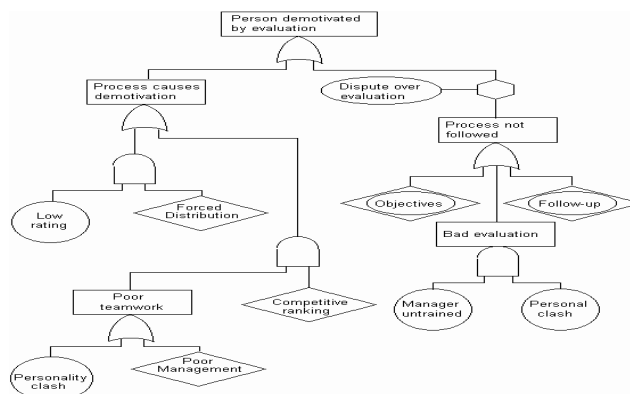 Person demotivated
by evaluation
Process causes
demotivation
Dispute over
evaluation
Process not
followed
Low
rating
Forced
Distribution
Objectives
Follow-up
Bad evaluation
Poor
teamwork
Competitive
ranking
Manager
untrained
Personal
clash
Personality
clash
Poor
Management